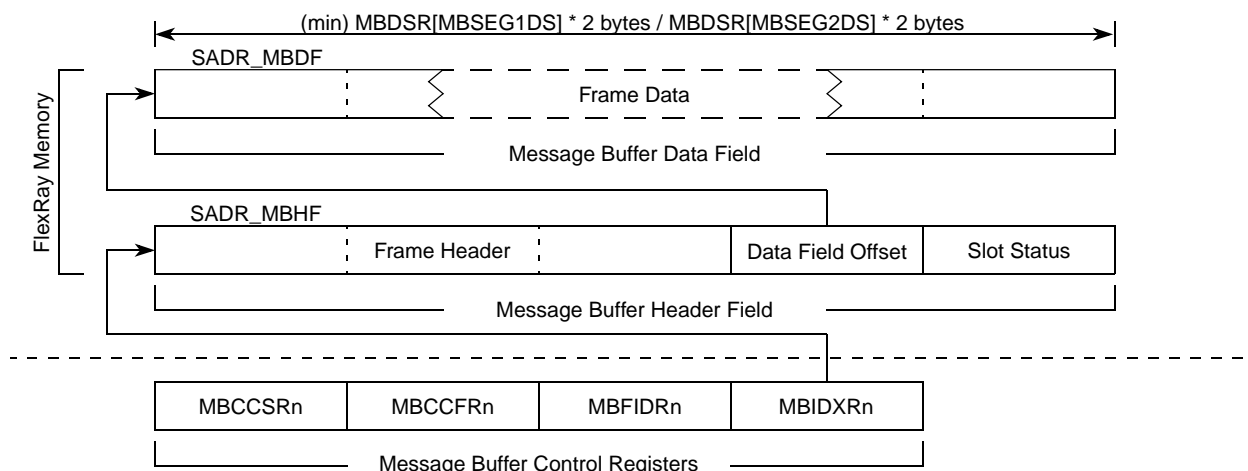 (min) MBDSR[MBSEG1DS] * 2 bytes / MBDSR[MBSEG2DS] * 2 bytes
SADR_MBDF
Frame Data
Message Buffer Data Field
FlexRay Memory
SADR_MBHF
Frame Header
Data Field Offset
Slot Status
Message Buffer Header Field
MBCCSRn
MBCCFRn
MBFIDRn
MBIDXRn
Message Buffer Control Registers